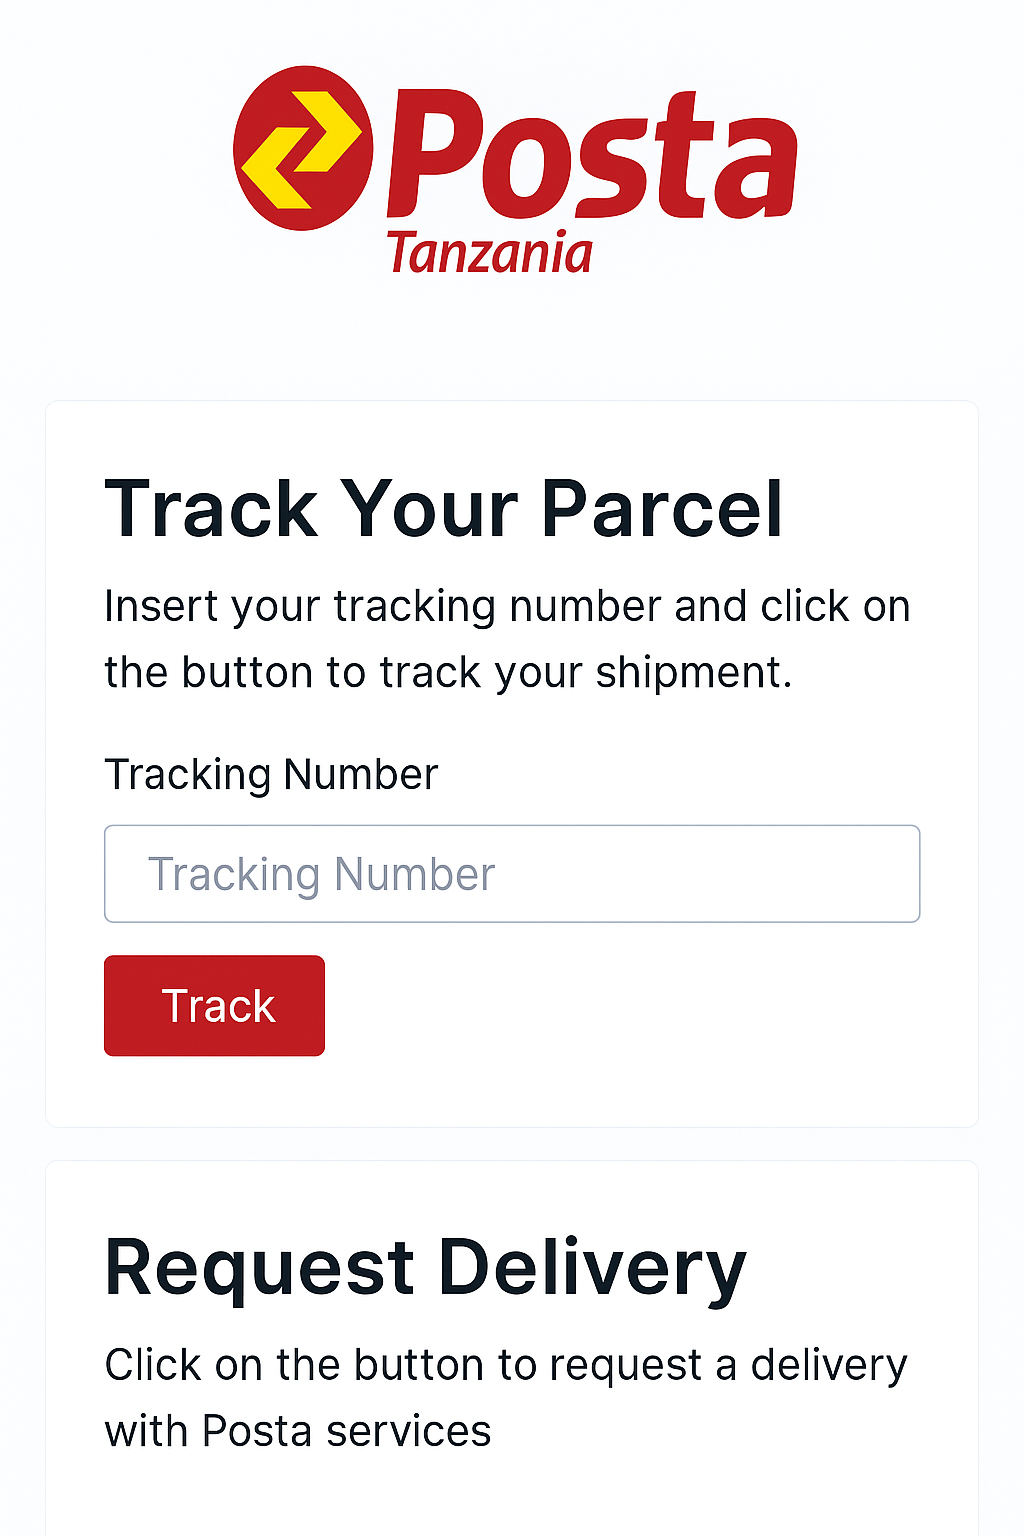 Posta
Tanzania
Track Your Parcel
Insert your tracking number and click on
the button to track your shipment.
Tracking Number
Tracking Number
Track
Request Delivery
Click on the button to request a delivery
with Posta services